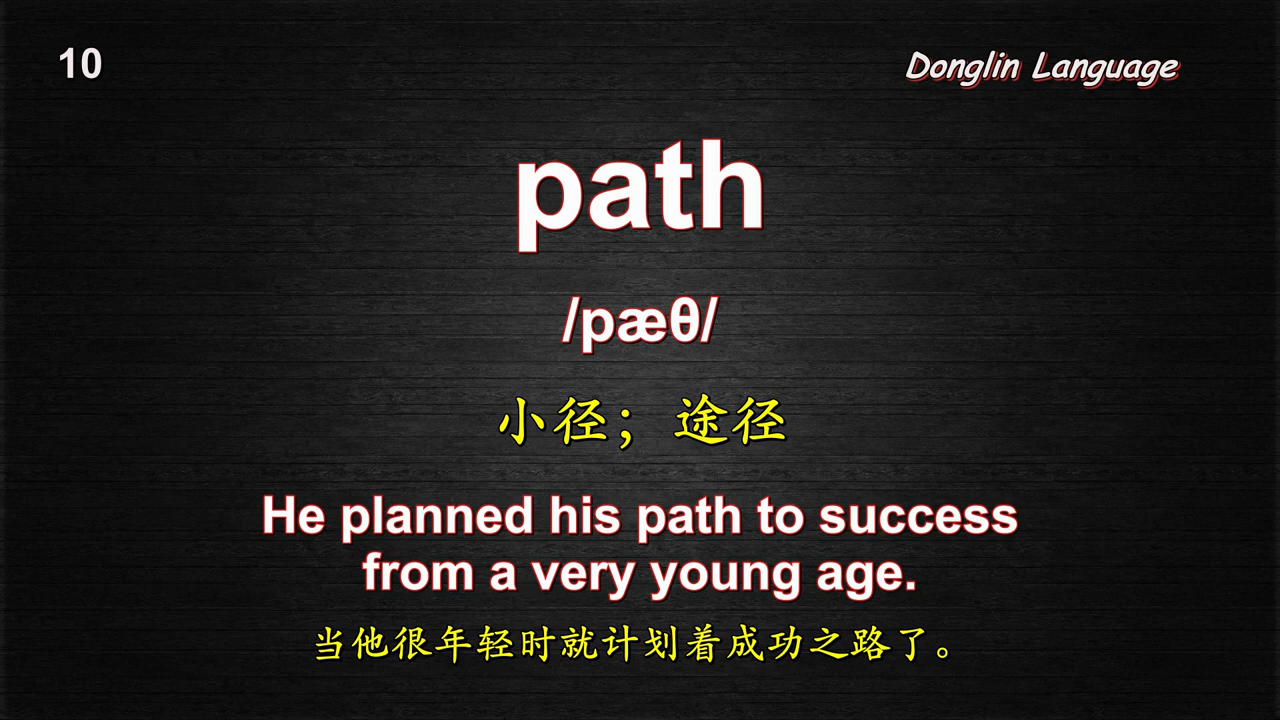 10
Donglin Language
path
/pæθ/
小径；途径
He planned his path to success
from a very young age.
当他很年轻时就计划着成功之路了。